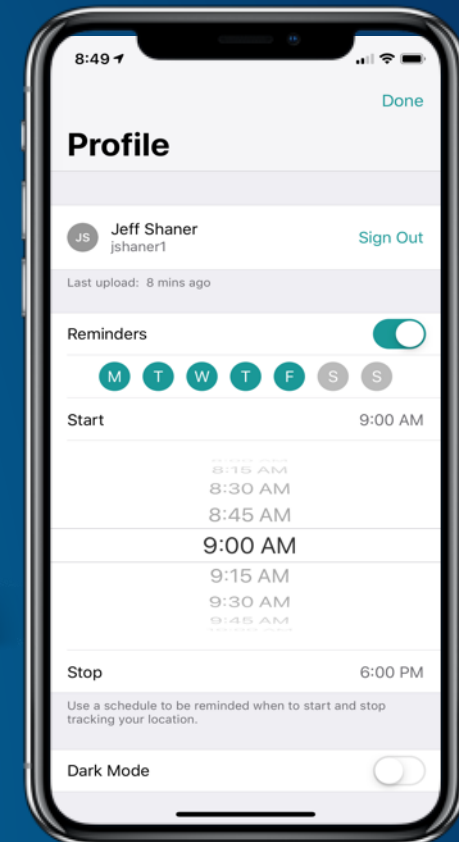 8:49
Done
Profile
JS
Jeff Shaner
jshaner1
Sign Out
Last upload: 8 mins ago
Reminders
M T W T F S S
Start 9:00 AM
8:15 AM
8:30 AM
8:45 AM
9:00 AM
9:15 AM
9:30 AM
9:45 AM
Stop 6:00 PM
Use a schedule to be reminded when to start and stop
tracking your location.
Dark Mode